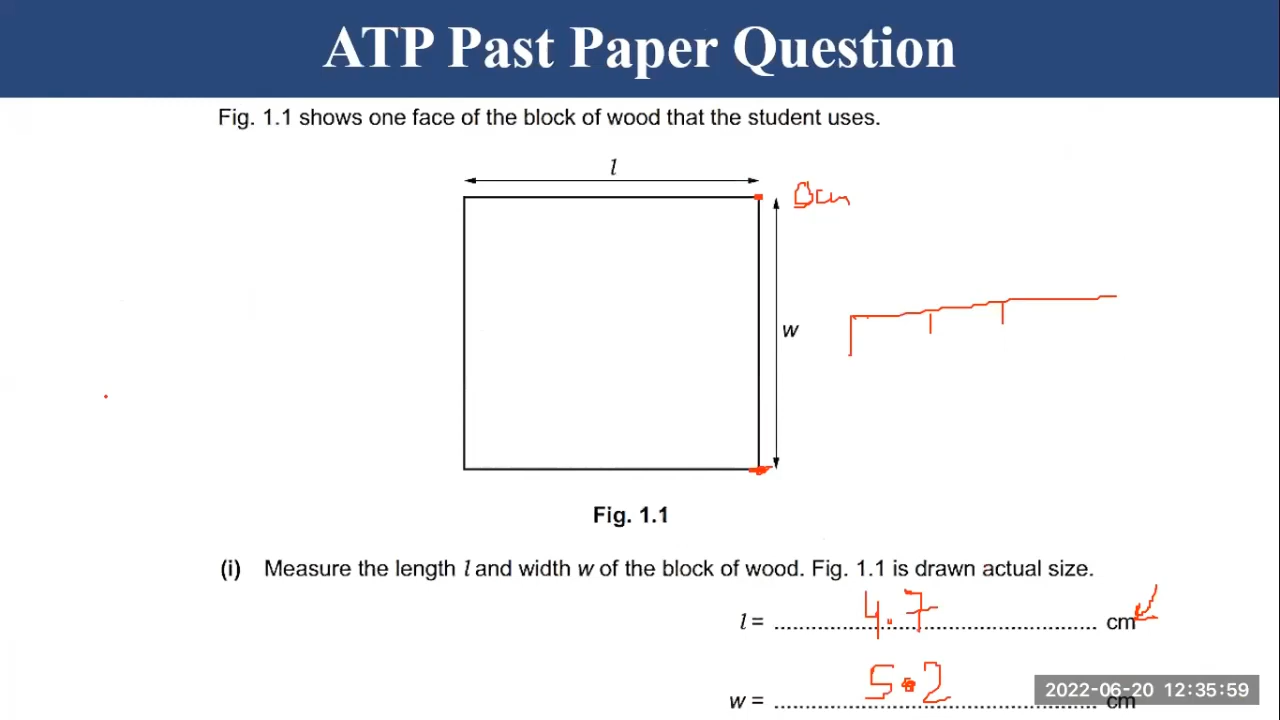 ATP Past Paper Question
Fig. 1.1 shows one face of the block of wood that the student uses.
l
0cm
w
Fig. 1.1
(i) Measure the length l and width w of the block of wood. Fig. 1.1 is drawn actual size.
l = 4.7 cm
w = 5.2 cm
2022-06-20 12:35:59